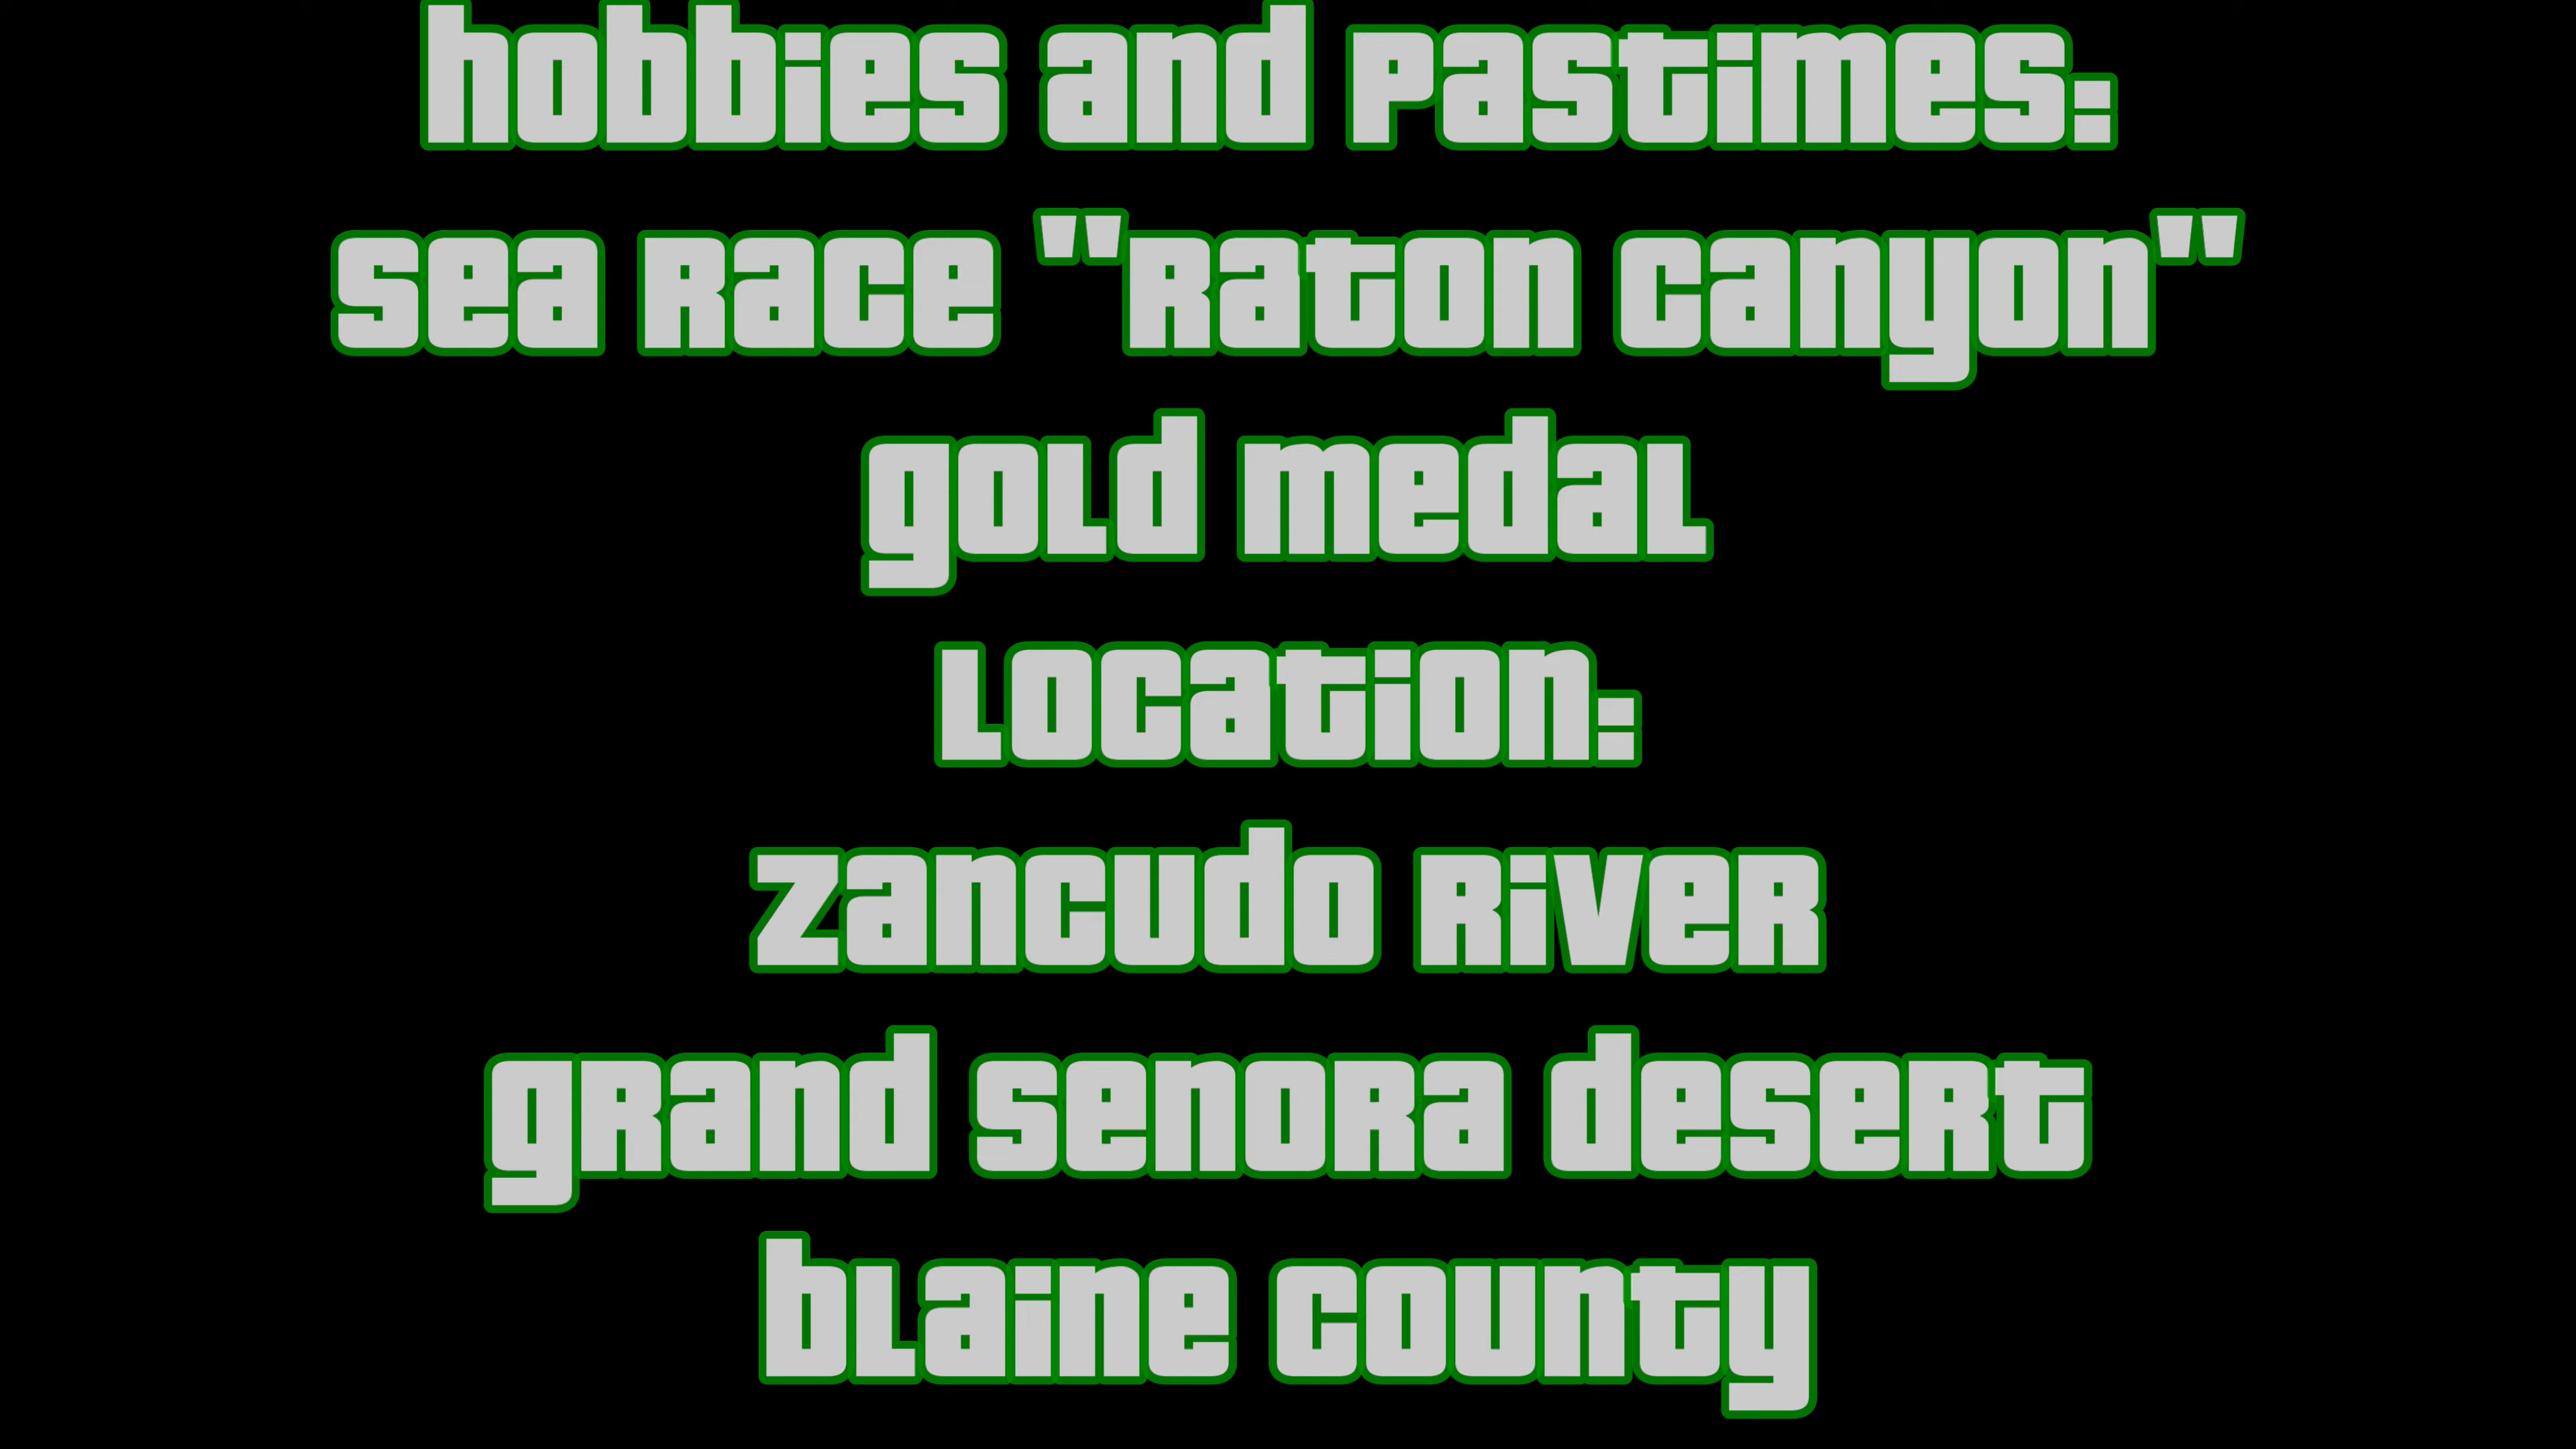 Hobbies and Pastimes:
Sea Race "Raton Canyon"
Gold Medal
Location:
Zancudo River
Grand Senora Desert
Blaine County